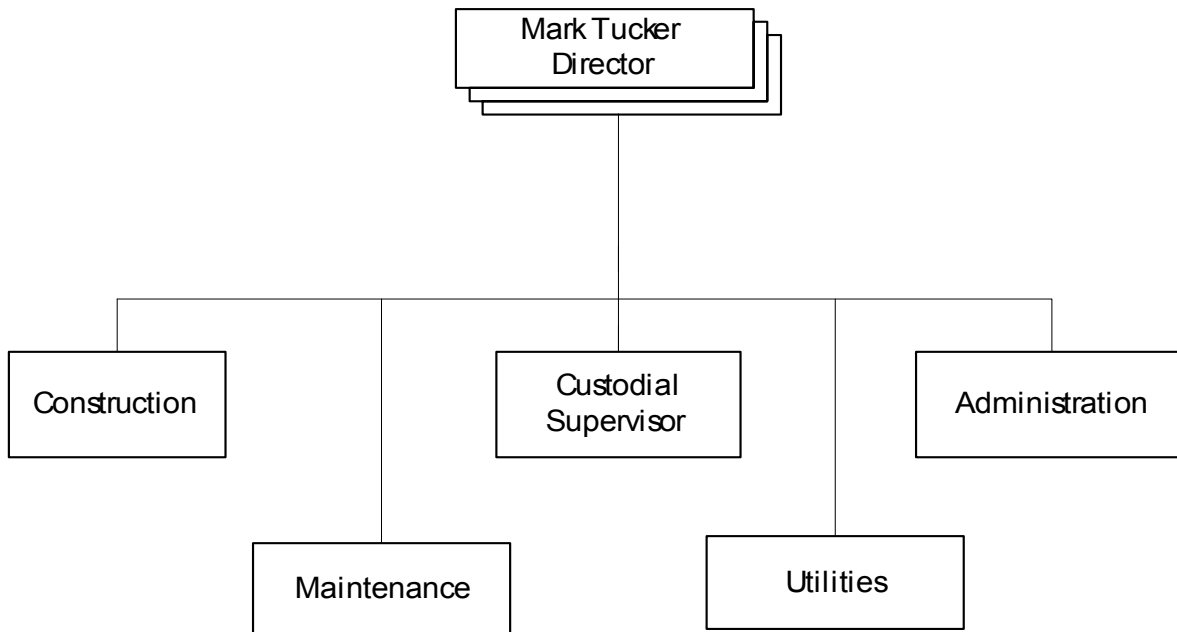 Mark Tucker
Director
Construction
Custodial
Supervisor
Administration
Maintenance
Utilities